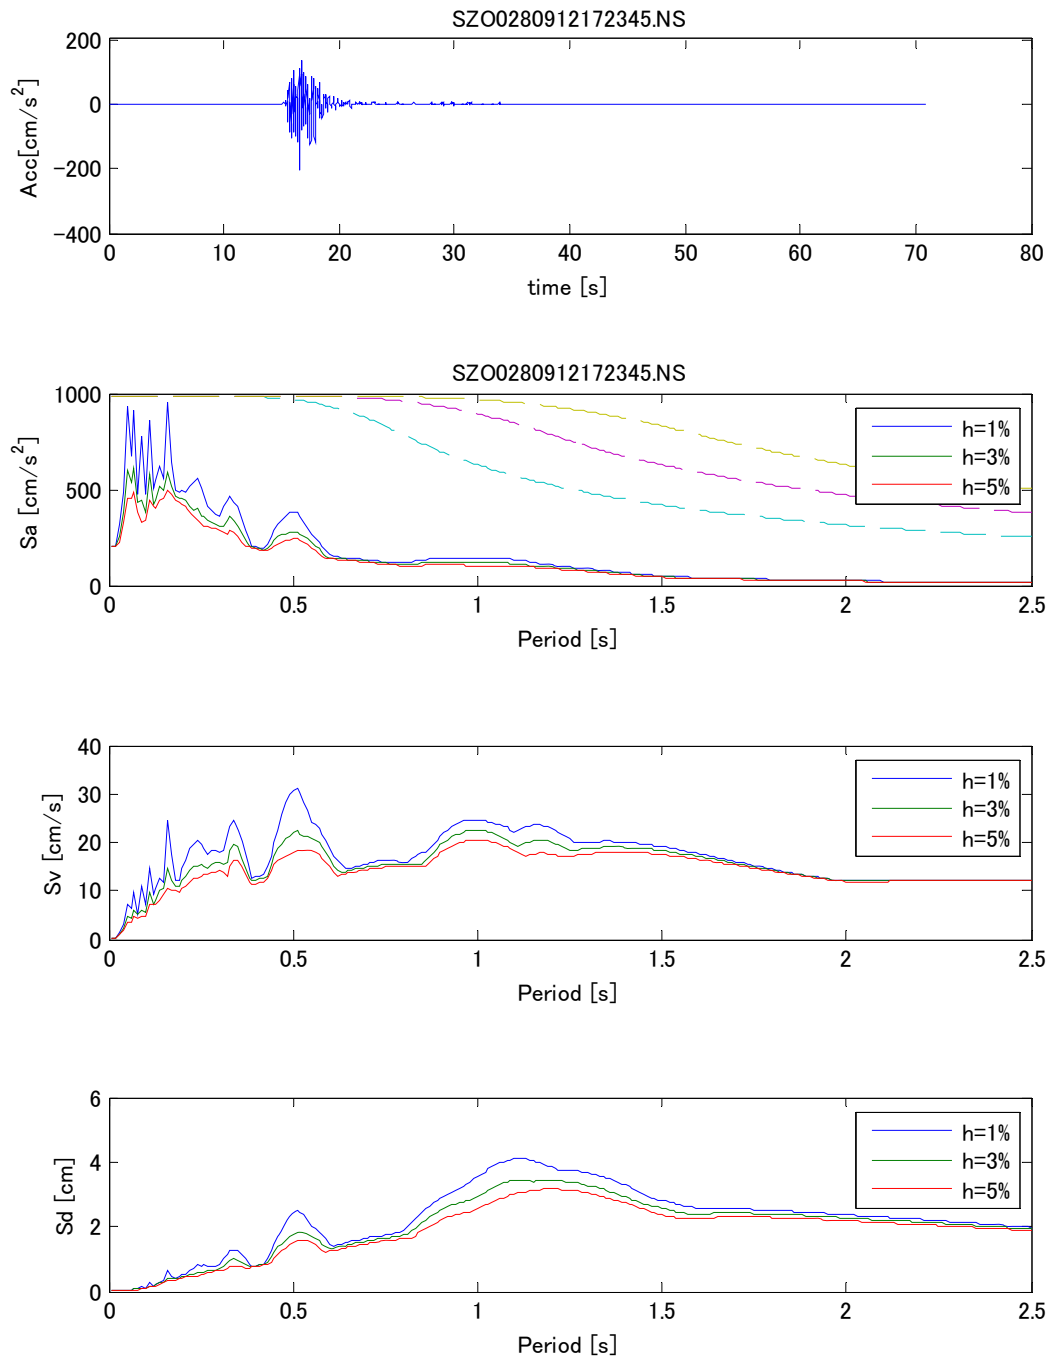 SZO0280912172345.NS
200
0
-200
-400
Acc[cm/s²]
0 10 20 30 40 50 60 70 80
time [s]
SZO0280912172345.NS
1000
500
0
Sa [cm/s²]
h=1%
h=3%
h=5%
0 0.5 1 1.5 2 2.5
Period [s]
40
30
20
10
0
Sv [cm/s]
h=1%
h=3%
h=5%
0 0.5 1 1.5 2 2.5
Period [s]
6
4
2
0
Sd [cm]
h=1%
h=3%
h=5%
0 0.5 1 1.5 2 2.5
Period [s]